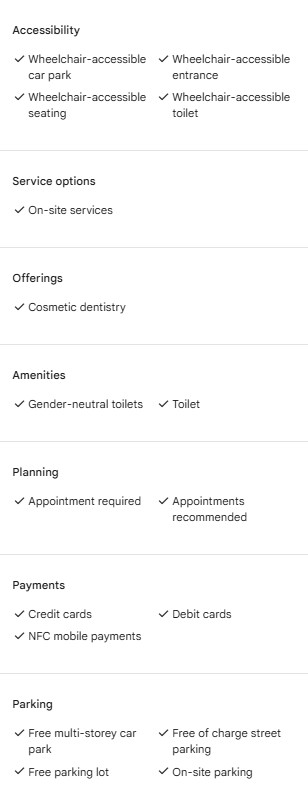 Accessibility
Wheelchair-accessible car park
Wheelchair-accessible entrance
Wheelchair-accessible seating
Wheelchair-accessible toilet
Service options
On-site services
Offerings
Cosmetic dentistry
Amenities
Gender-neutral toilets
Toilet
Planning
Appointment required
Appointments recommended
Payments
Credit cards
Debit cards
NFC mobile payments
Parking
Free multi-storey car park
Free of charge street parking
Free parking lot
On-site parking